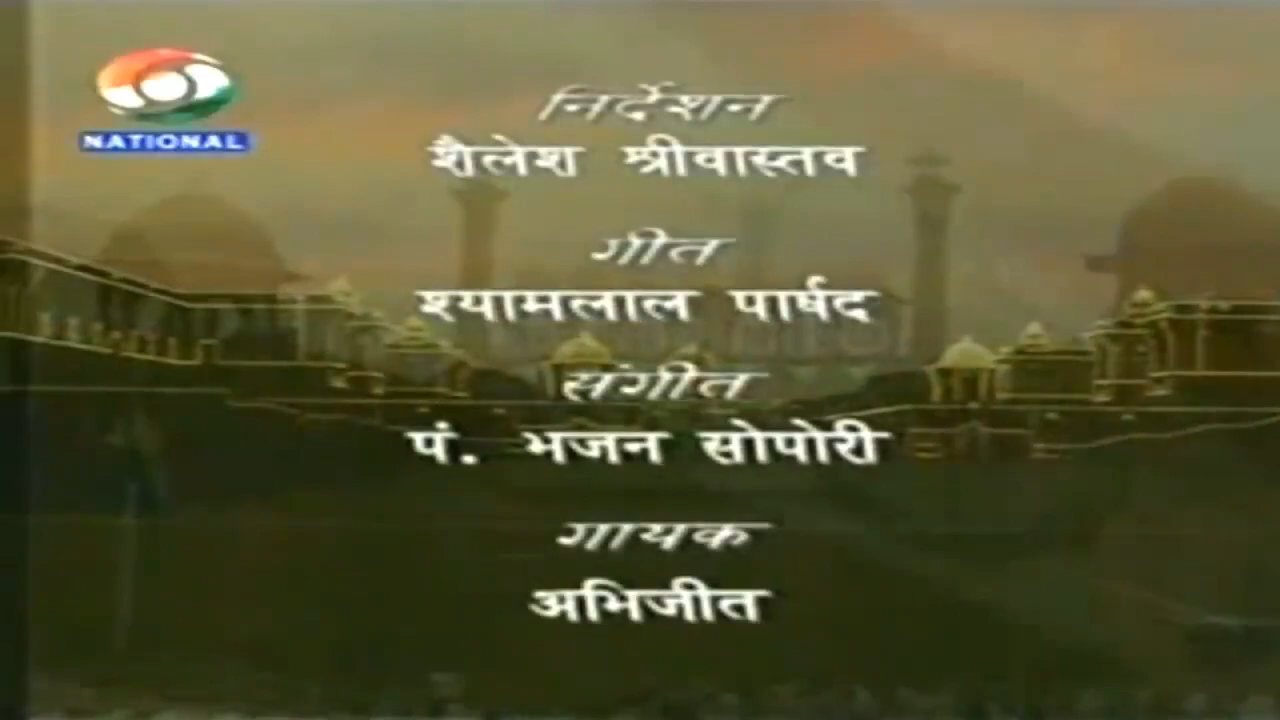 NATIONAL
निर्देशन
शैलेश श्रीवास्तव
गीत
श्यामलाल पार्षद
संगीत
पं. भजन सोपोरी
गायक
अभिजीत